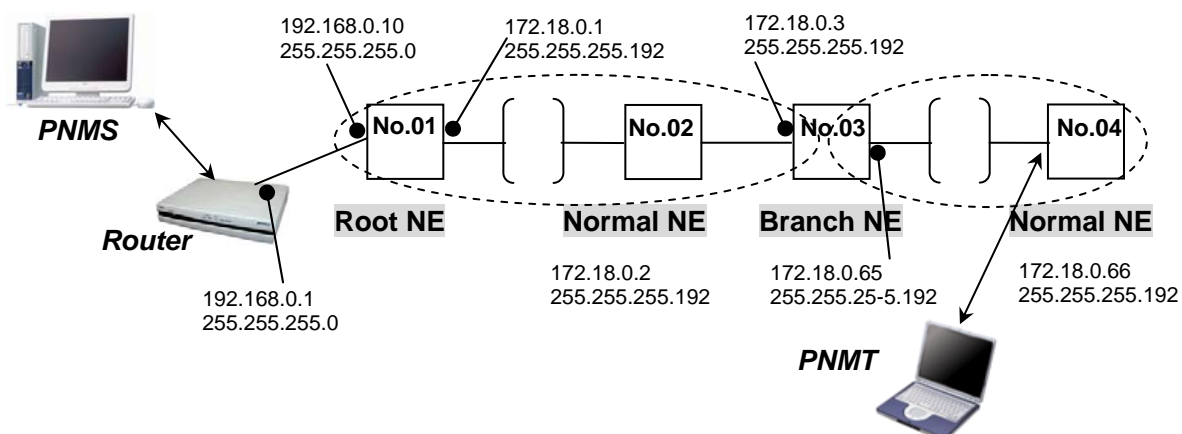 192.168.0.10
255.255.255.0
172.18.0.1
255.255.255.192
172.18.0.3
255.255.255.192
PNMS
No.01
No.02
No.03
No.04
Router
Root NE
Normal NE
Branch NE
Normal NE
192.168.0.1
255.255.255.0
172.18.0.2
255.255.255.192
172.18.0.65
255.255.25-5.192
172.18.0.66
255.255.255.192
PNMT